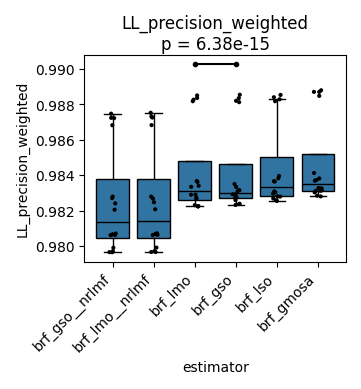 LL_precision_weighted
p = 6.38e-15
LL_precision_weighted
0.990
0.988
0.986
0.984
0.982
0.980
brf_gso__nrlmf
brf_lmo__nrlmf
brf_lmo
brf_gso
brf_lso
brf_gmosa
estimator